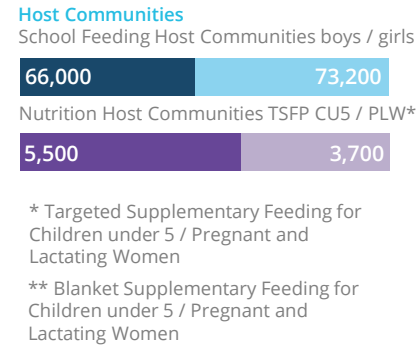 Host Communities
School Feeding Host Communities boys / girls
66,000 73,200
Nutrition Host Communities TSFP CU5 / PLW*
5,500 3,700
* Targeted Supplementary Feeding for
Children under 5 / Pregnant and
Lactating Women
** Blanket Supplementary Feeding for
Children under 5 / Pregnant and
Lactating Women